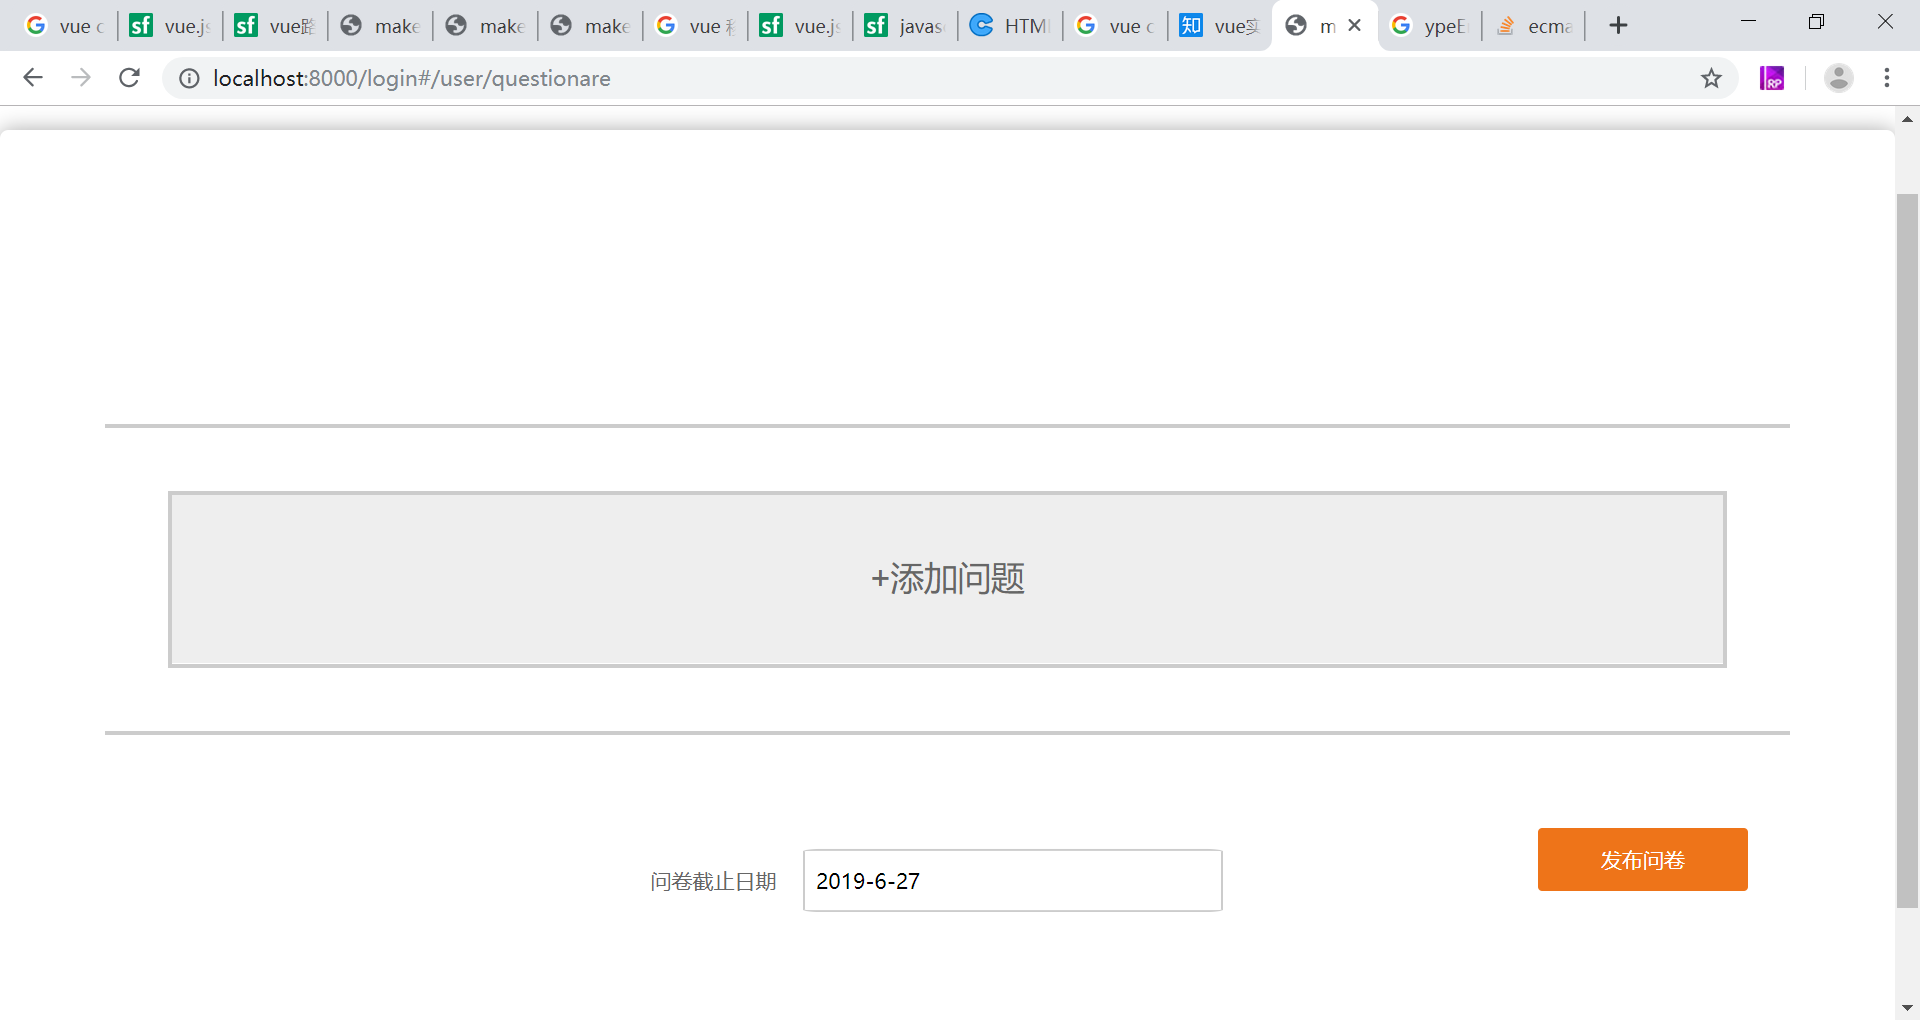 vue c
vue.js
vue路
make
make
make
vue 移
vue.js
javas
HTM
vue c
vue实
m
ypeE
ecma
localhost:8000/login#/user/questionare
+添加问题
问卷截止日期
2019-6-27
发布问卷